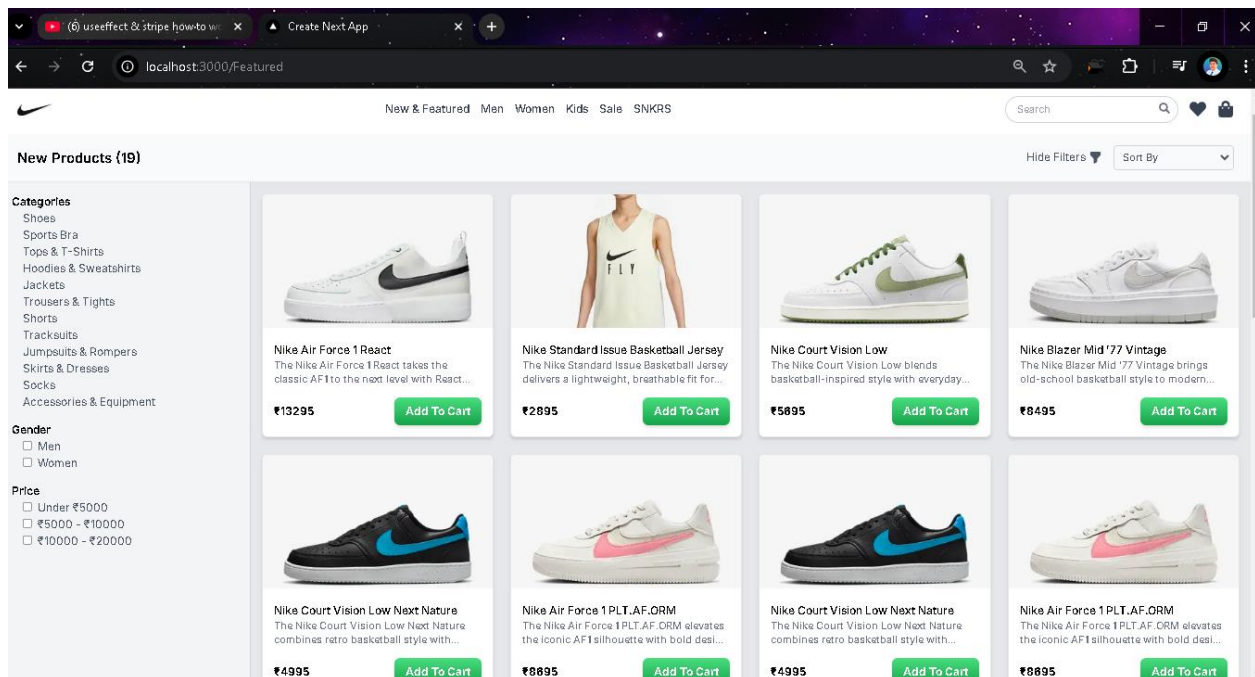 (6) useeffect & stripe how to wo
Create Next App
localhost:3000/Featured
New & Featured Men Women Kids Sale SNKRS
Search
New Products (19)
Hide Filters
Sort By
Categories
Shoes
Sports Bra
Tops & T-Shirts
Hoodies & Sweatshirts
Jackets
Trousers & Tights
Shorts
Tracksuits
Jumpsuits & Rompers
Skirts & Dresses
Socks
Accessories & Equipment
Gender
Men
Women
Price
Under ₹5000
₹5000 - ₹10000
₹10000 - ₹20000
Nike Air Force 1 React
The Nike Air Force 1 React takes the
classic AF1 to the next level with React...
₹13295
Add To Cart
FLY
Nike Standard Issue Basketball Jersey
The Nike Standard Issue Basketball Jersey
delivers a lightweight, breathable fit for...
₹2895
Add To Cart
Nike Court Vision Low
The Nike Court Vision Low blends
basketball-inspired style with everyday...
₹5695
Add To Cart
Nike Blazer Mid '77 Vintage
The Nike Blazer Mid '77 Vintage brings
old-school basketball style to modern...
₹8495
Add To Cart
Nike Court Vision Low Next Nature
The Nike Court Vision Low Next Nature
combines retro basketball style with...
₹4995
Add To Cart
Nike Air Force 1 PLT.AF.ORM
The Nike Air Force 1 PLT.AF.ORM elevates
the iconic AF1 silhouette with bold desi...
₹8695
Add To Cart
Nike Court Vision Low Next Nature
The Nike Court Vision Low Next Nature
combines retro basketball style with...
₹4995
Add To Cart
Nike Air Force 1 PLT.AF.ORM
The Nike Air Force 1 PLT.AF.ORM elevates
the iconic AF1 silhouette with bold desi...
₹8695
Add To Cart